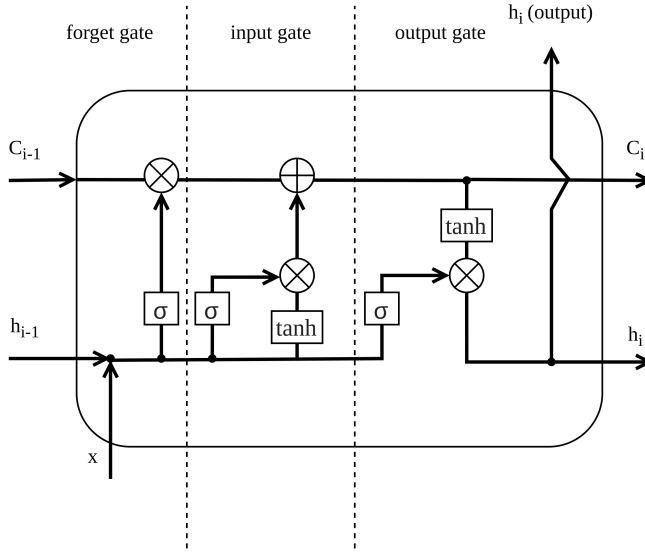 h_i (output)
forget gate
input gate
output gate
C_i-1
C_i
tanh
σ
σ
σ
tanh
h_i-1
h_i
x